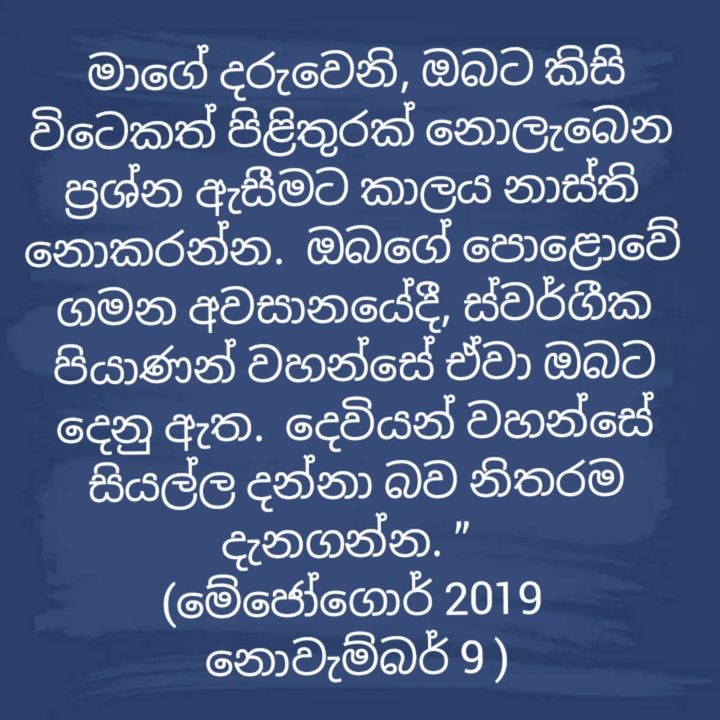 මාගේ දරුවෙනි, ඔබට කිසි
විටෙකත් පිළිතුරක් නොලැබෙන
ප්‍රශ්න ඇසීමට කාලය නාස්ති
නොකරන්න.  ඔබගේ පොළොවේ
ගමන අවසානයේදී, ස්වර්ගීක
පියාණන් වහන්සේ ඒවා ඔබට
දෙනු ඇත.  දෙවියන් වහන්සේ
සියල්ල දන්නා බව නිතරම
දැනගන්න. ”
(මේජෝගොර් 2019
නොවැම්බර් 9 )